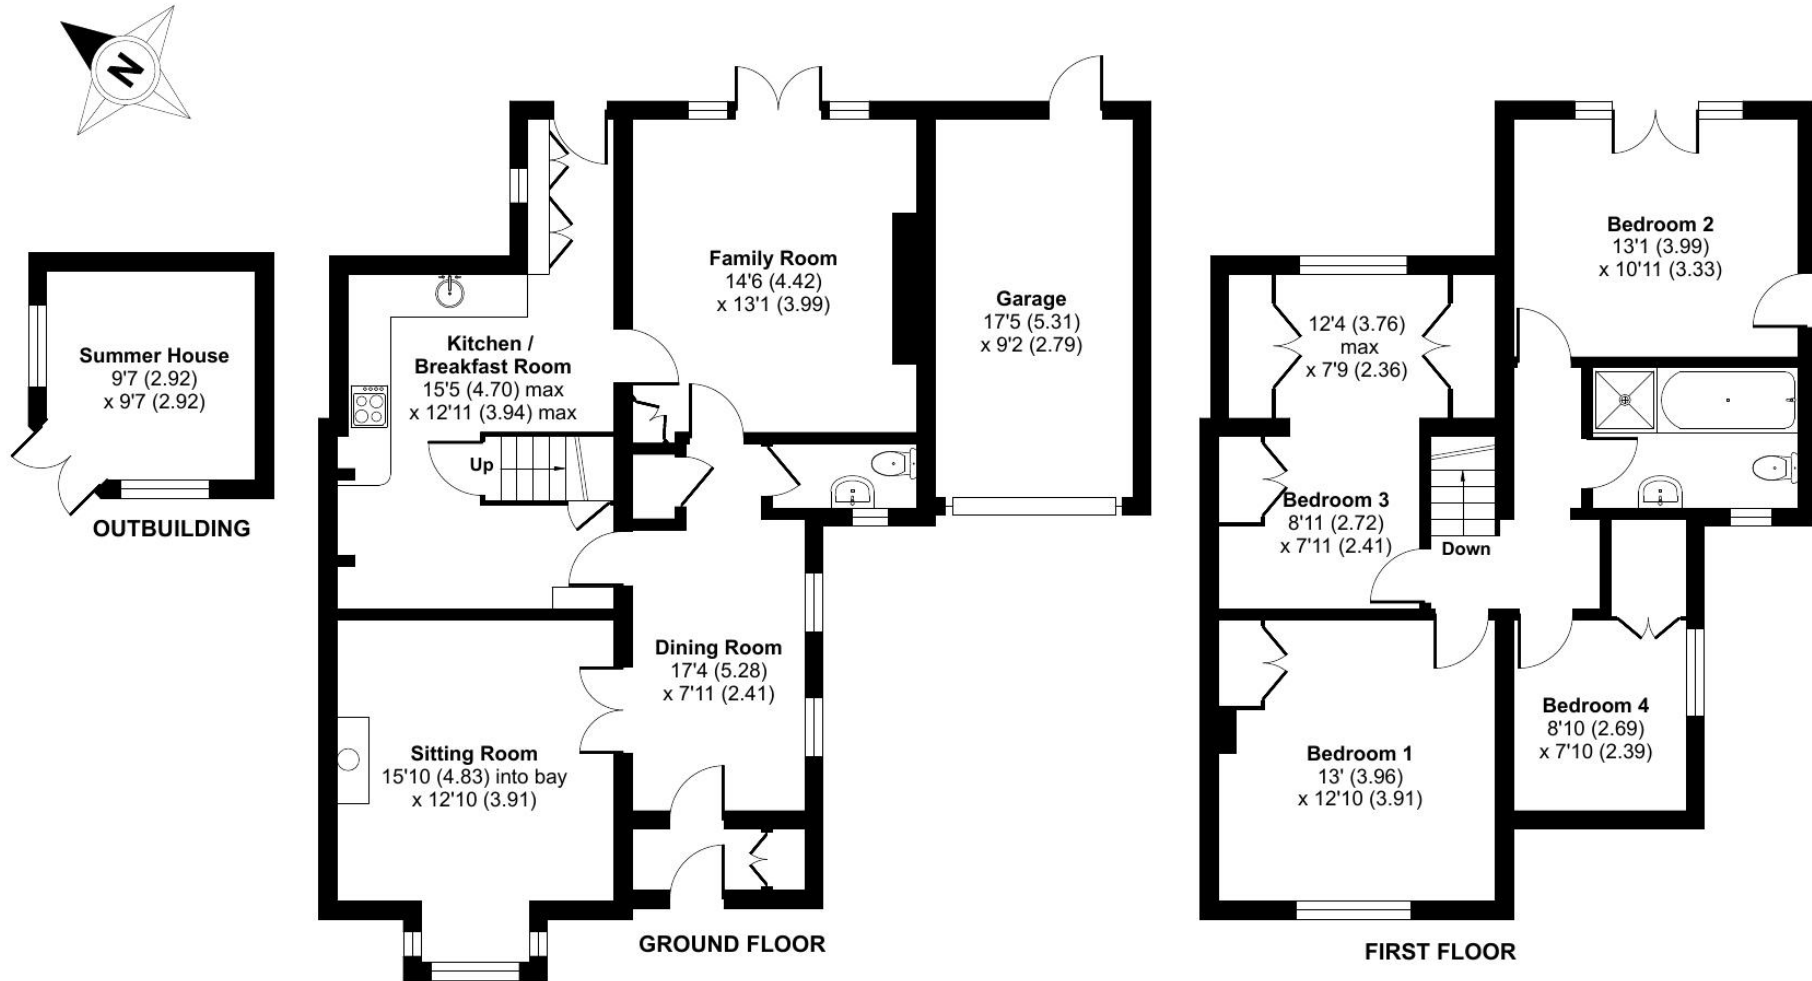 N
Summer House
9'7 (2.92)
x 9'7 (2.92)
OUTBUILDING
Kitchen /
Breakfast Room
15'5 (4.70) max
x 12'11 (3.94) max
Up
Family Room
14'6 (4.42)
x 13'1 (3.99)
Garage
17'5 (5.31)
x 9'2 (2.79)
Dining Room
17'4 (5.28)
x 7'11 (2.41)
Sitting Room
15'10 (4.83) into bay
x 12'10 (3.91)
GROUND FLOOR
Bedroom 2
13'1 (3.99)
x 10'11 (3.33)
12'4 (3.76)
max
x 7'9 (2.36)
Bedroom 3
8'11 (2.72)
x 7'11 (2.41)
Down
Bedroom 4
8'10 (2.69)
x 7'10 (2.39)
Bedroom 1
13' (3.96)
x 12'10 (3.91)
FIRST FLOOR